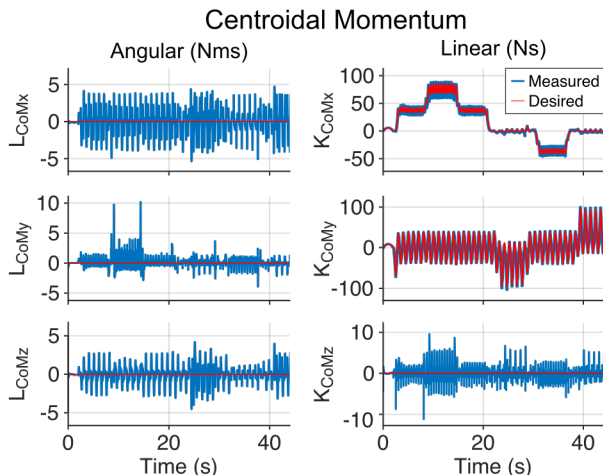 Centroidal Momentum
Angular (Nms)
Linear (Ns)
L_CoMx
5
0
-5
K_CoMx
100
50
0
-50
Measured
Desired
L_CoMy
10
5
0
-5
K_CoMy
100
0
-100
L_CoMz
5
0
-5
0
20
40
Time (s)
K_CoMz
10
0
-10
0
20
40
Time (s)